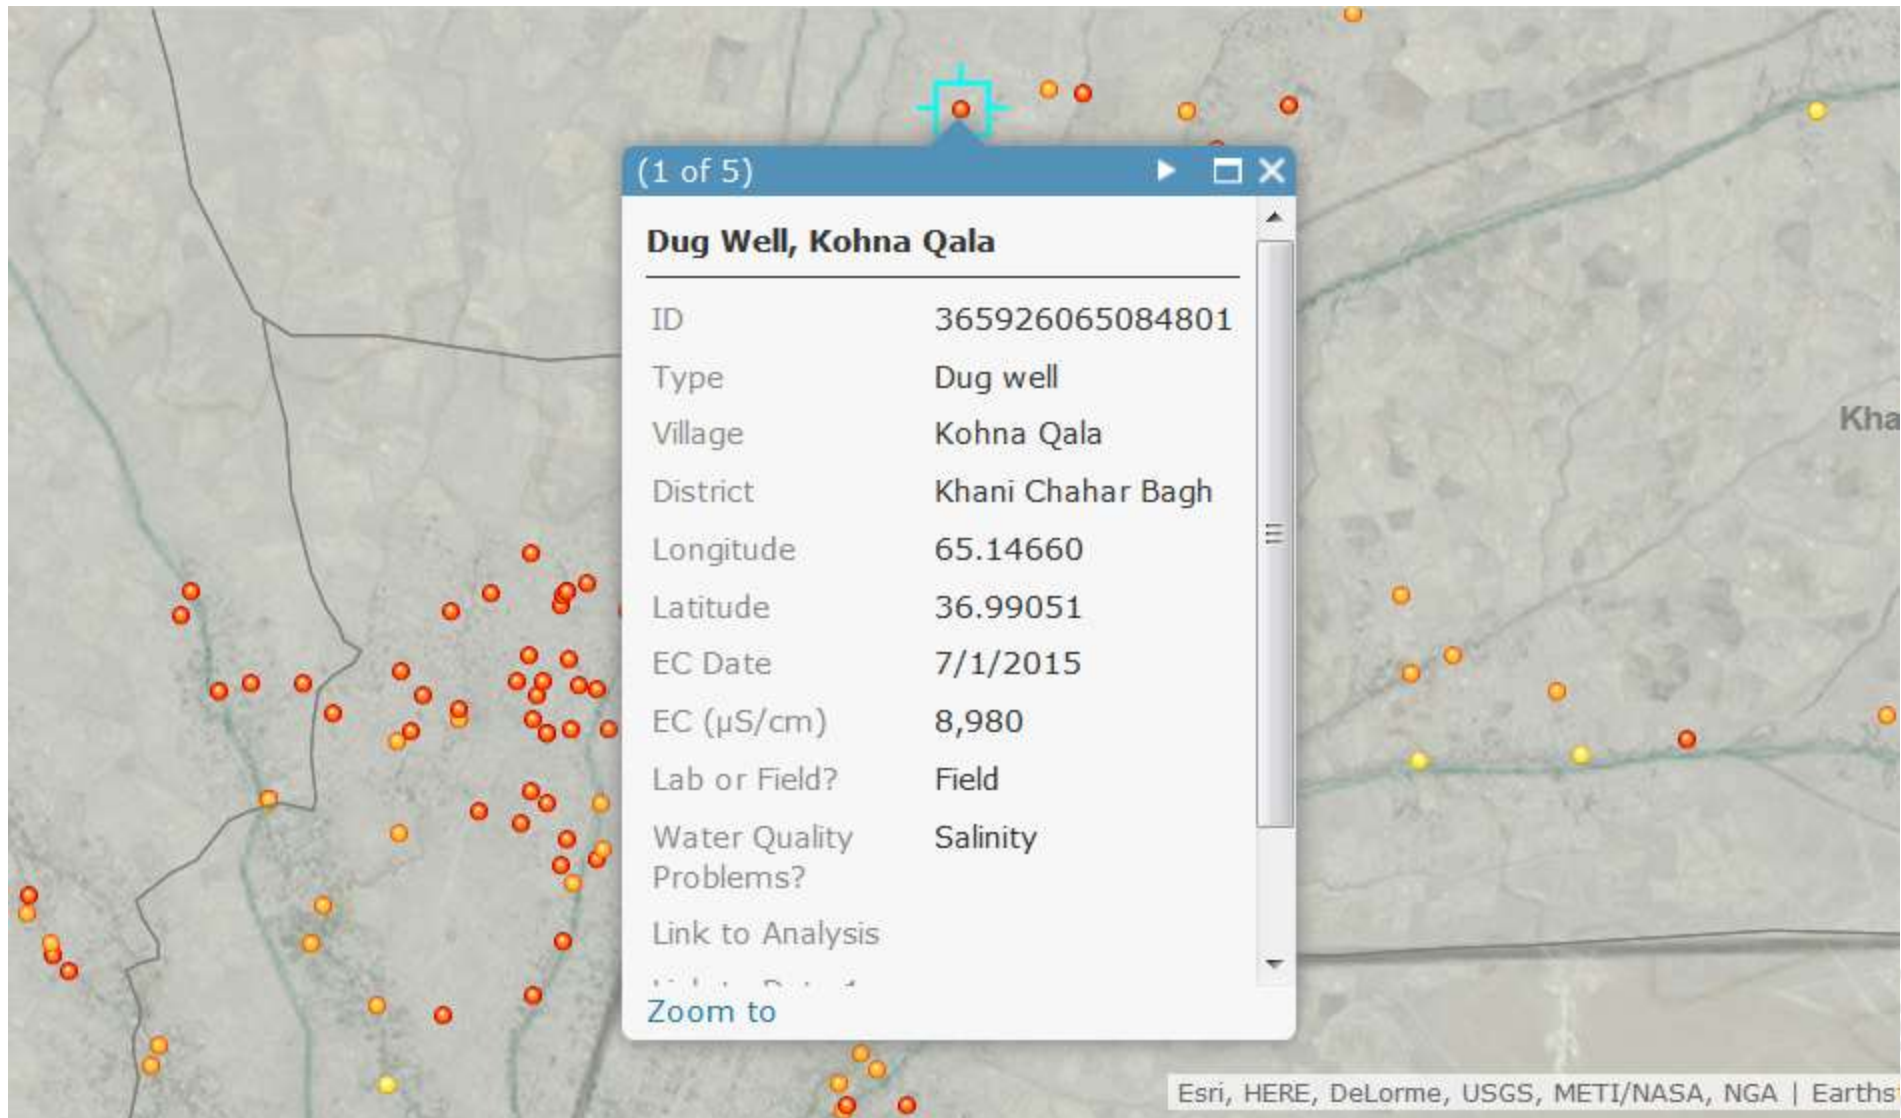 (1 of 5)
Dug Well, Kohna Qala
ID 365926065084801
Type Dug well
Village Kohna Qala
District Khani Chahar Bagh
Kha
Longitude 65.14660
Latitude 36.99051
EC Date 7/1/2015
EC (µS/cm) 8,980
Lab or Field? Field
Water Quality Salinity
Problems?
Link to Analysis
Zoom to
Esri, HERE, DeLorme, USGS, METI/NASA, NGA | Earths